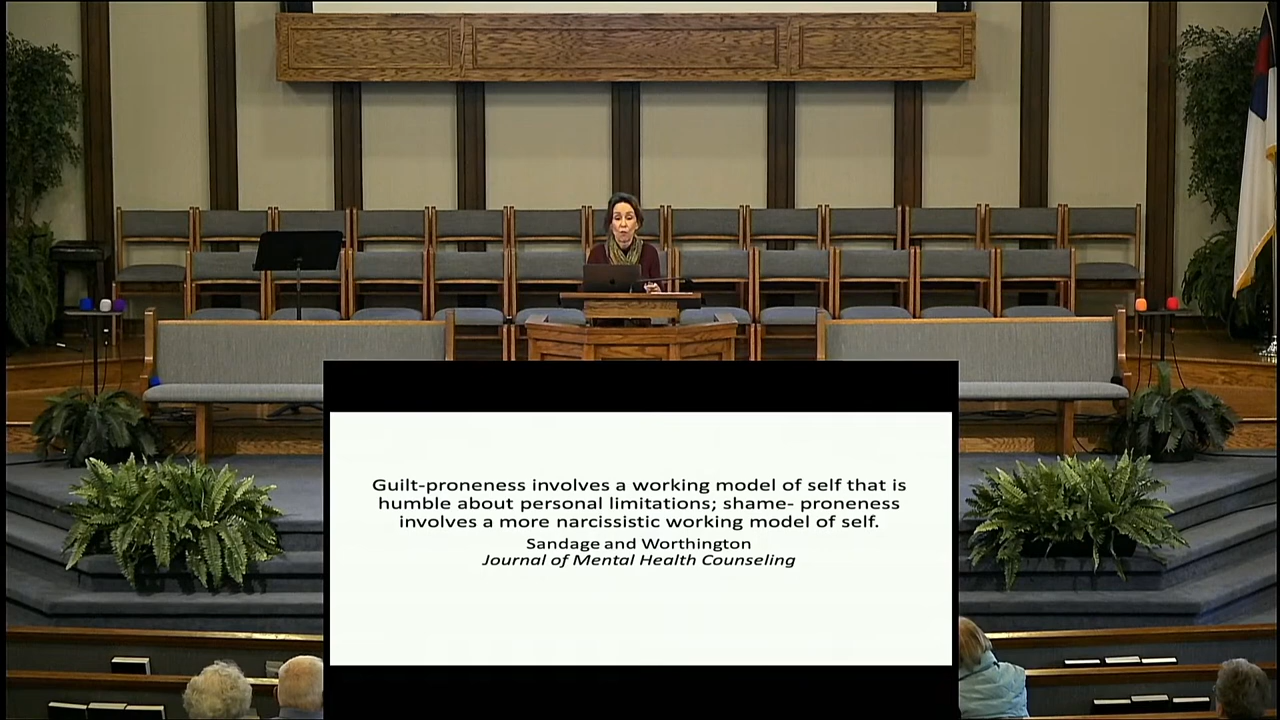 Guilt-proneness involves a working model of self that is
humble about personal limitations; shame- proneness
involves a more narcissistic working model of self.
Sandage and Worthington
Journal of Mental Health Counseling